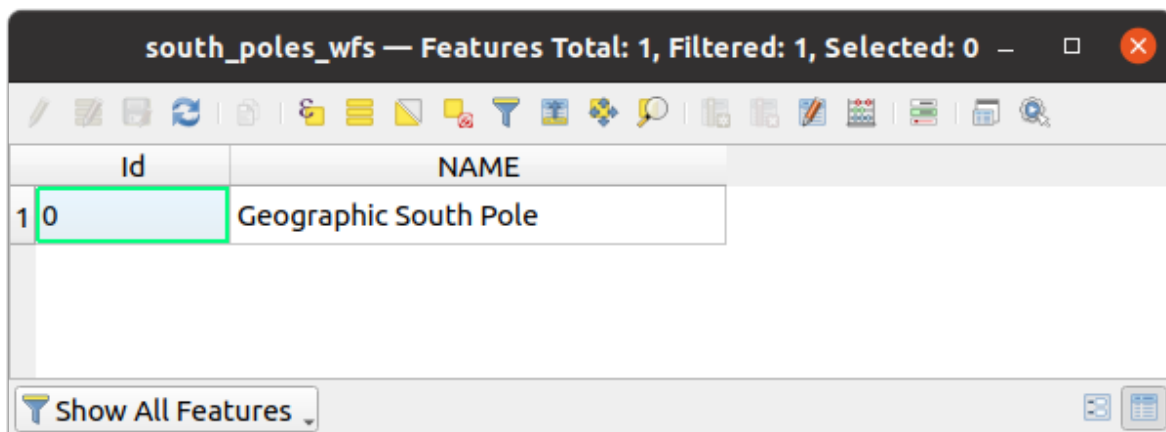 south_poles_wfs — Features Total: 1, Filtered: 1, Selected: 0
Id NAME
1 0 Geographic South Pole
Show All Features